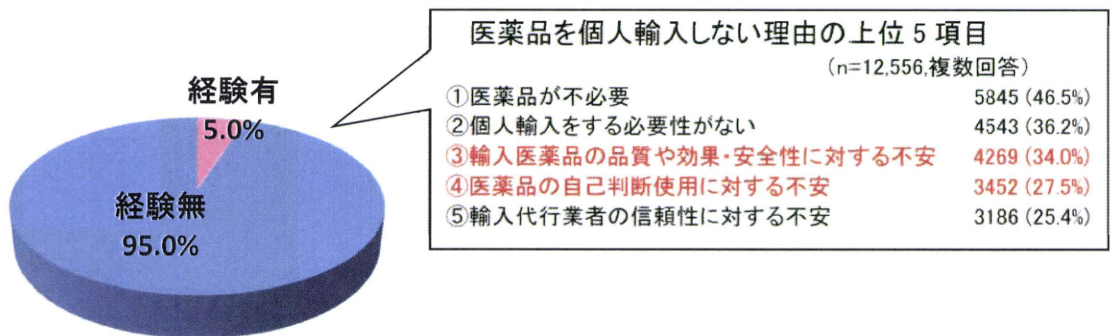 経験有
5.0%
経験無
95.0%
医薬品を個人輸入しない理由の上位5項目
(n=12,556,複数回答)
①医薬品が不必要 5845 (46.5%)
②個人輸入をする必要性がない 4543 (36.2%)
③輸入医薬品の品質や効果・安全性に対する不安 4269 (34.0%)
④医薬品の自己判断使用に対する不安 3452 (27.5%)
⑤輸入代行業者の信頼性に対する不安 3186 (25.4%)